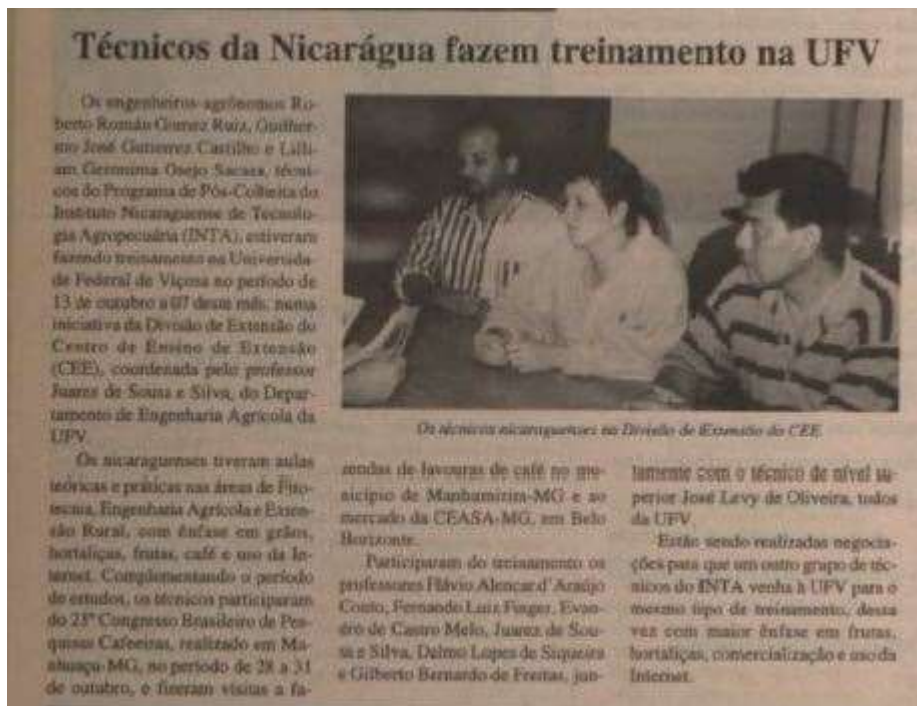 Técnicos da Nicarágua fazem treinamento na UFV
Os engenheiros-agrônomos Ro-
berto Román Gomez Ruiz, Guilher-
mo José Gutierrez Castilho e Lilli-
am Geronima Osejo Sacasa, técni-
cos do Programa de Pós-Colheita do
Instituto Nicaraguense de Tecnolo-
gia Agropecuária (INTA), estiveram
fazendo treinamento na Universida-
de Federal de Viçosa no período de
13 de outubro a 07 deste mês, numa
iniciativa da Divisão de Extensão do
Centro de Ensino de Extensão
(CEE), coordenada pelo professor
Juarez de Sousa e Silva, do Depar-
tamento de Engenharia Agrícola da
UFV.
Os nicaraguenses tiveram aulas
teóricas e práticas nas áreas de Fito-
tecnia, Engenharia Agrícola e Exten-
são Rural, com ênfase em grãos,
hortaliças, frutas, café e uso da In-
ternet. Complementando o período
de estudos, os técnicos participaram
do 23º Congresso Brasileiro de Pes-
quisas Cafeeiras, realizado em Ma-
nhuaçu-MG, no período de 28 a 31
de outubro, e fizeram visitas a fa-
Os técnicos nicaraguenses na Divisão de Extensão do CEE
zendas de lavouras de café no mu-
nicípio de Manhumirim-MG e ao
mercado da CEASA-MG, em Belo
Horizonte.
Participaram do treinamento os
professores Flávio Alencar d'Araújo
Couto, Fernando Luiz Finger, Evan-
dro de Castro Melo, Juarez de Sou-
sa e Silva, Dalmo Lopes de Siqueira
e Gilberto Bernardo de Freitas, jun-
tamente com o técnico de nível su-
perior José Levy de Oliveira, todos
da UFV.
Estão sendo realizadas negocia-
ções para que um outro grupo de téc-
nicos do INTA venha à UFV para o
mesmo tipo de treinamento, dessa
vez com maior ênfase em frutas,
hortaliças, comercialização e uso da
Internet.